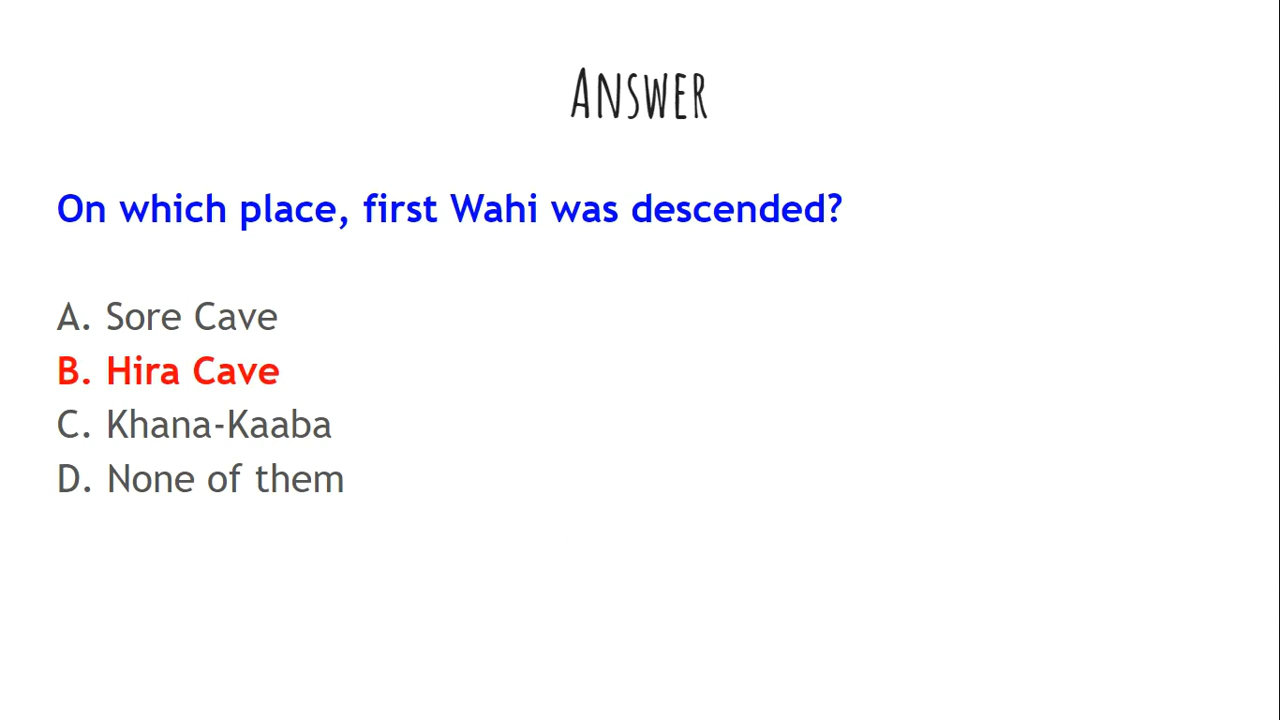 Answer
On which place, first Wahi was descended?
A. Sore Cave
B. Hira Cave
C. Khana-Kaaba
D. None of them